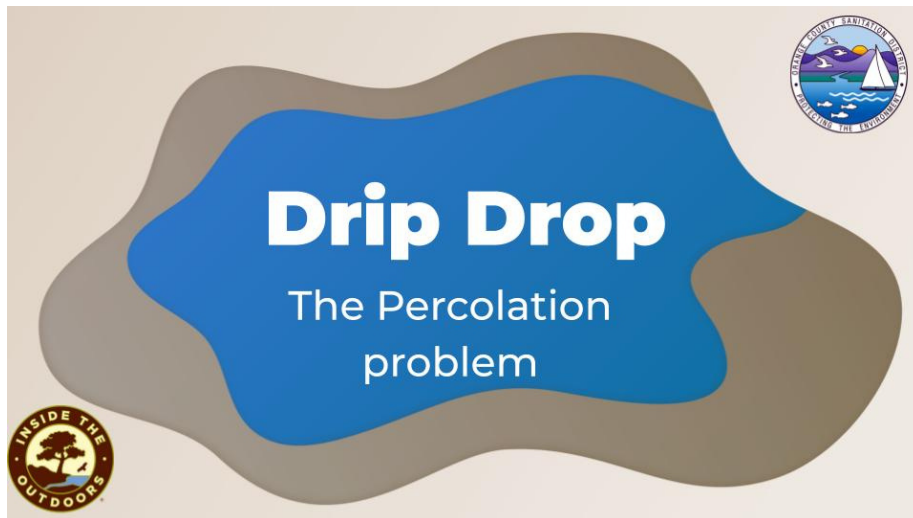 ORANGE COUNTY SANITATION DISTRICT
PROTECTING THE ENVIRONMENT
Drip Drop
The Percolation
problem
INSIDE THE
OUTDOORS